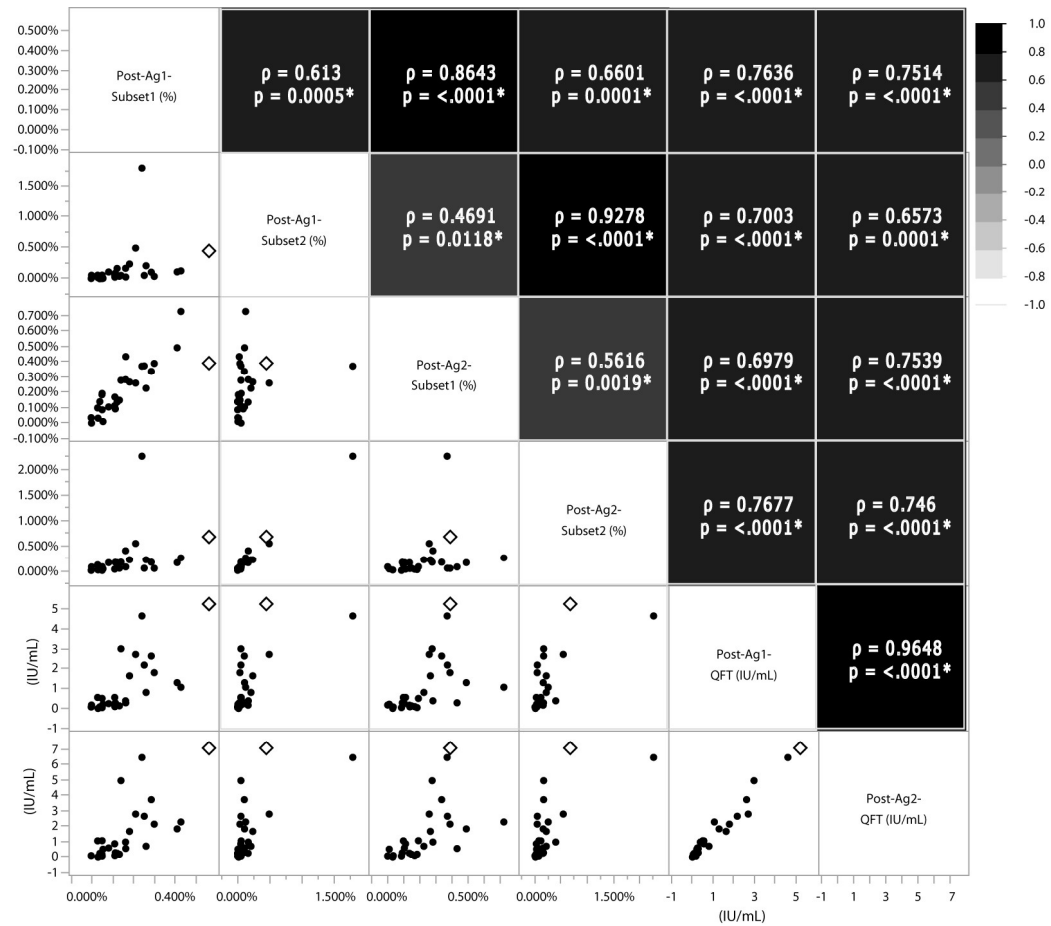 0.500%
0.400%
0.300%
0.200%
0.100%
0.000%
-0.100%
Post-Ag1-
Subset1 (%)
ρ = 0.613
p = 0.0005*
ρ = 0.8643
p = <.0001*
ρ = 0.6601
p = 0.0001*
ρ = 0.7636
p = <.0001*
ρ = 0.7514
p = <.0001*
1.0
0.8
0.6
0.4
0.2
0.0
-0.2
-0.4
-0.6
-0.8
-1.0
1.500%
1.000%
0.500%
0.000%
Post-Ag1-
Subset2 (%)
ρ = 0.4691
p = 0.0118*
ρ = 0.9278
p = <.0001*
ρ = 0.7003
p = <.0001*
ρ = 0.6573
p = 0.0001*
0.700%
0.600%
0.500%
0.400%
0.300%
0.200%
0.100%
0.000%
-0.100%
Post-Ag2-
Subset1 (%)
ρ = 0.5616
p = 0.0019*
ρ = 0.6979
p = <.0001*
ρ = 0.7539
p = <.0001*
2.000%
1.500%
1.000%
0.500%
0.000%
Post-Ag2-
Subset2 (%)
ρ = 0.7677
p = <.0001*
ρ = 0.746
p = <.0001*
(IU/mL)
5
4
3
2
1
0
-1
Post-Ag1-
QFT (IU/mL)
ρ = 0.9648
p = <.0001*
(IU/mL)
7
6
5
4
3
2
1
0
-1
Post-Ag2-
QFT (IU/mL)
0.000% 0.400% 0.000% 1.500% 0.000% 0.500% 0.000% 1.500% -1 1 3 5 -1 1 2 3 4 5 7
(IU/mL)